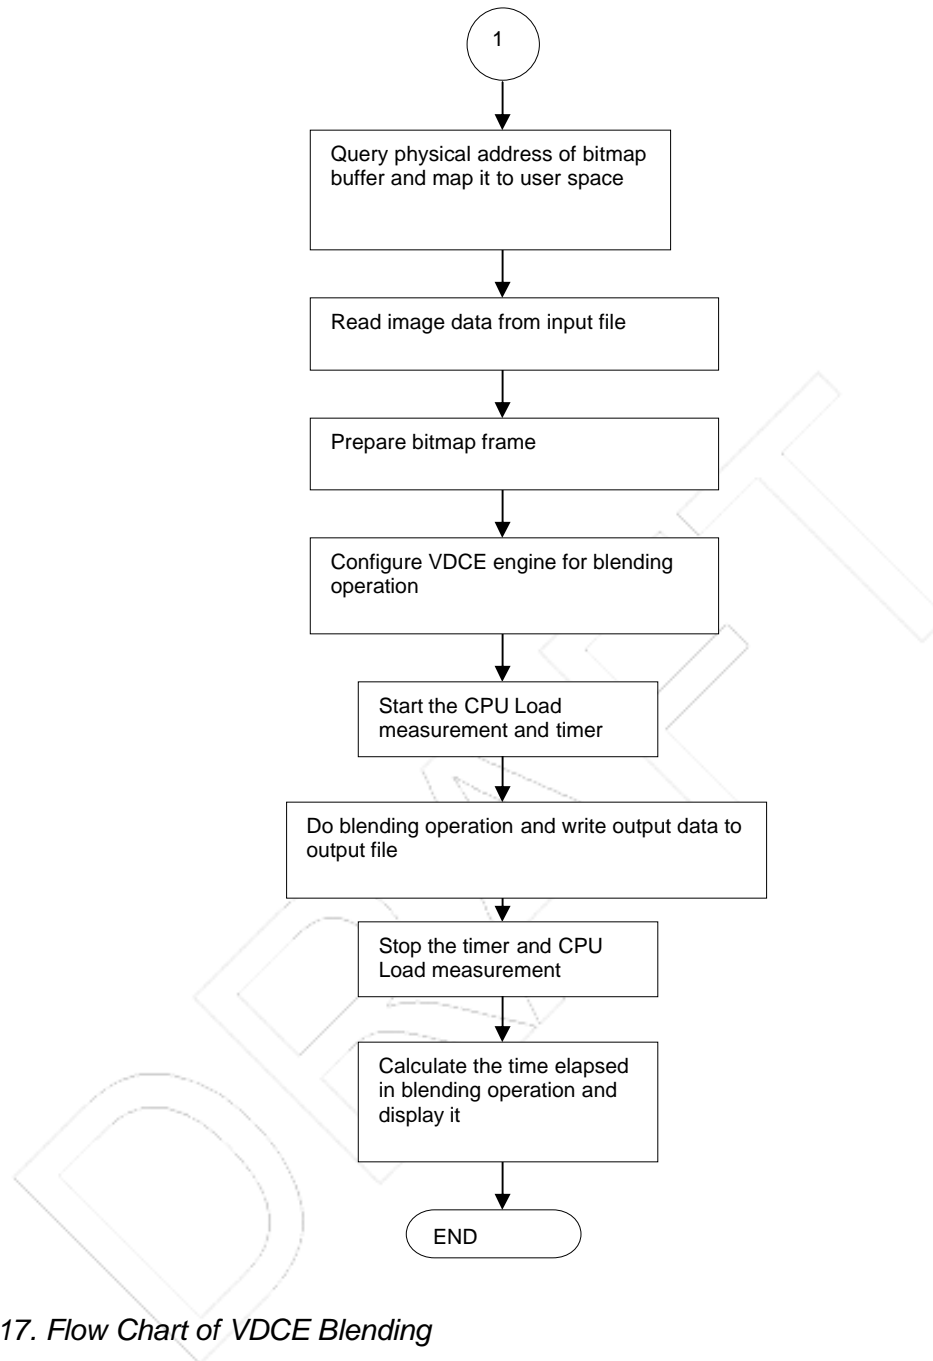 1
Query physical address of bitmap
buffer and map it to user space
Read image data from input file
Prepare bitmap frame
Configure VDCE engine for blending
operation
Start the CPU Load
measurement and timer
Do blending operation and write output data to
output file
Stop the timer and CPU
Load measurement
Calculate the time elapsed
in blending operation and
display it
END
17. Flow Chart of VDCE Blending
DRAFT